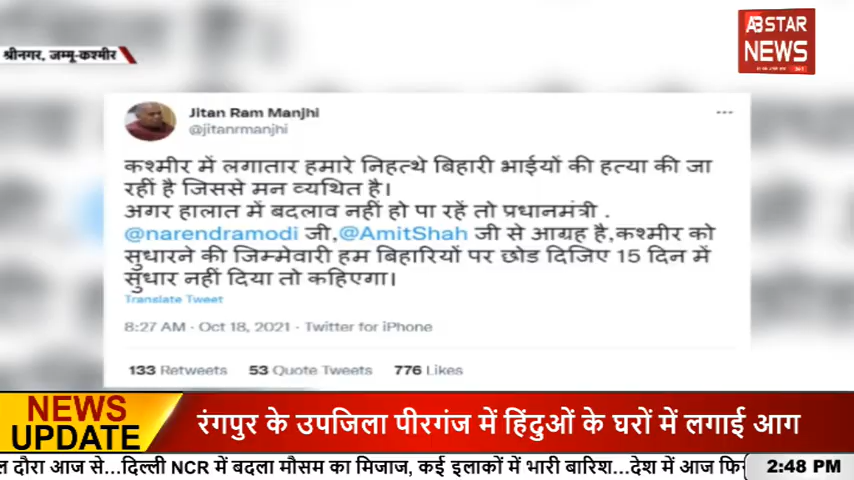 श्रीनगर, जम्मू-कश्मीर
AB STAR
NEWS
Jitan Ram Manjhi
@jitanrmanjhi
कश्मीर में लगातार हमारे निहत्थे बिहारी भाईयों की हत्या की जा
रहीं है जिससे मन व्यथित है।
अगर हालात में बदलाव नहीं हो पा रहें तो प्रधानमंत्री .
@narendramodi जी,@AmitShah जी से आग्रह है,कश्मीर को
सुधारने की जिम्मेवारी हम बिहारियों पर छोड दिजिए 15 दिन में
सुधार नहीं दिया तो कहिएगा।
Translate Tweet
8:27 AM · Oct 18, 2021 · Twitter for iPhone
133 Retweets 53 Quote Tweets 776 Likes
NEWS
UPDATE
रंगपुर के उपजिला पीरगंज में हिंदुओं के घरों में लगाई आग
ल दौरा आज से...दिल्ली NCR में बदला मौसम का मिजाज, कई इलाकों में भारी बारिश...देश में आज फिर
2:48 PM